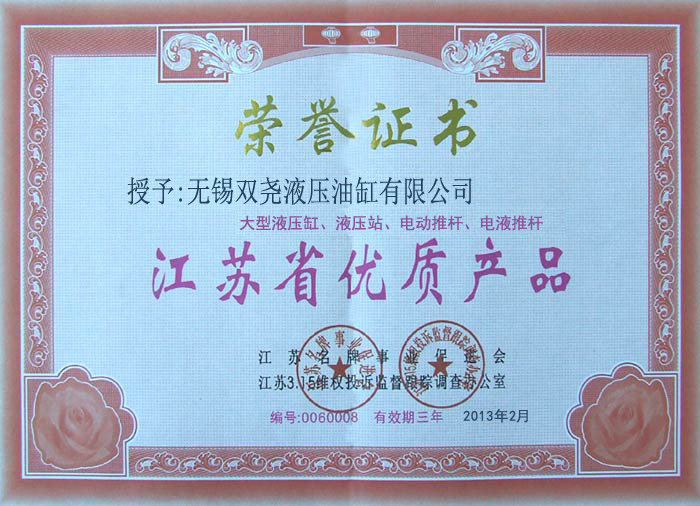 荣誉证书
授予:无锡双尧液压油缸有限公司
大型液压缸、液压站、电动推杆、电液推杆
江苏省优质产品
江苏名牌事业促进会
江苏3.15维权投诉监督跟踪调查办公室
编号:0060008 有效期三年 2013年2月